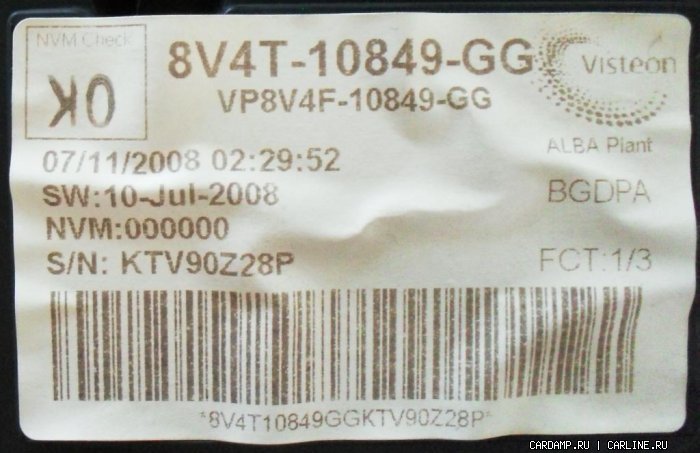 NVM Check
OK
8V4T-10849-GG
VP8V4F-10849-GG
Visteon
ALBA Plant
07/11/2008 02:29:52
SW:10-Jul-2008
BGDPA
NVM:000000
S/N: KTV90Z28P
FCT:1/3
*8V4T10849GGKTV90Z28P*
CARDAMP.RU | CARLINE.RU